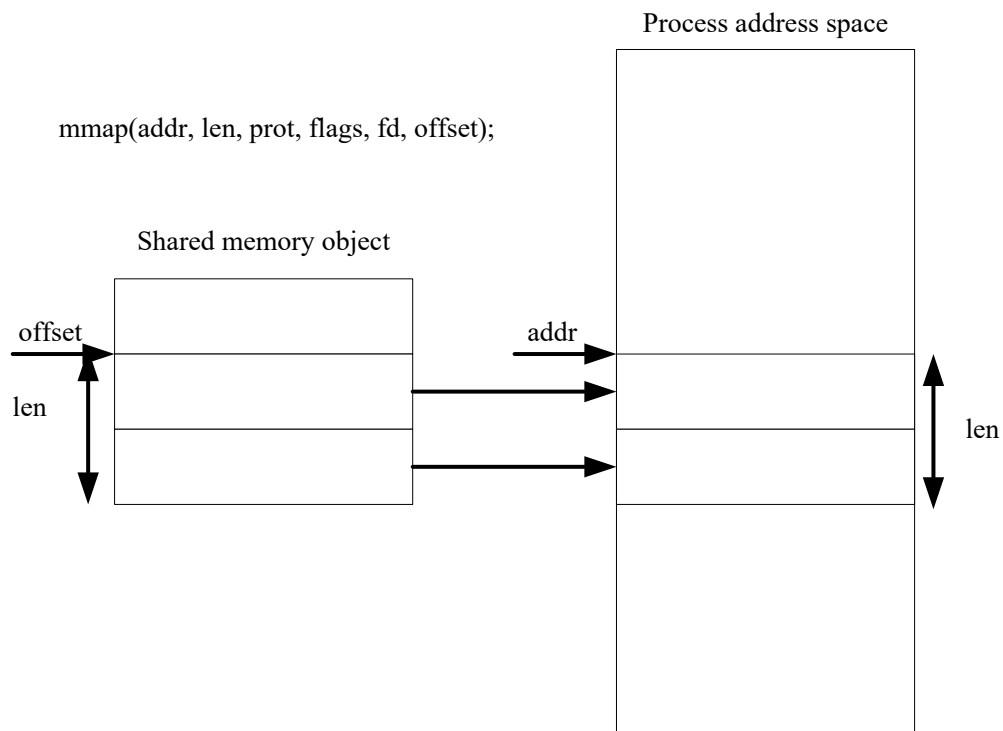 Process address space
mmap(addr, len, prot, flags, fd, offset);
Shared memory object
offset
addr
len
len